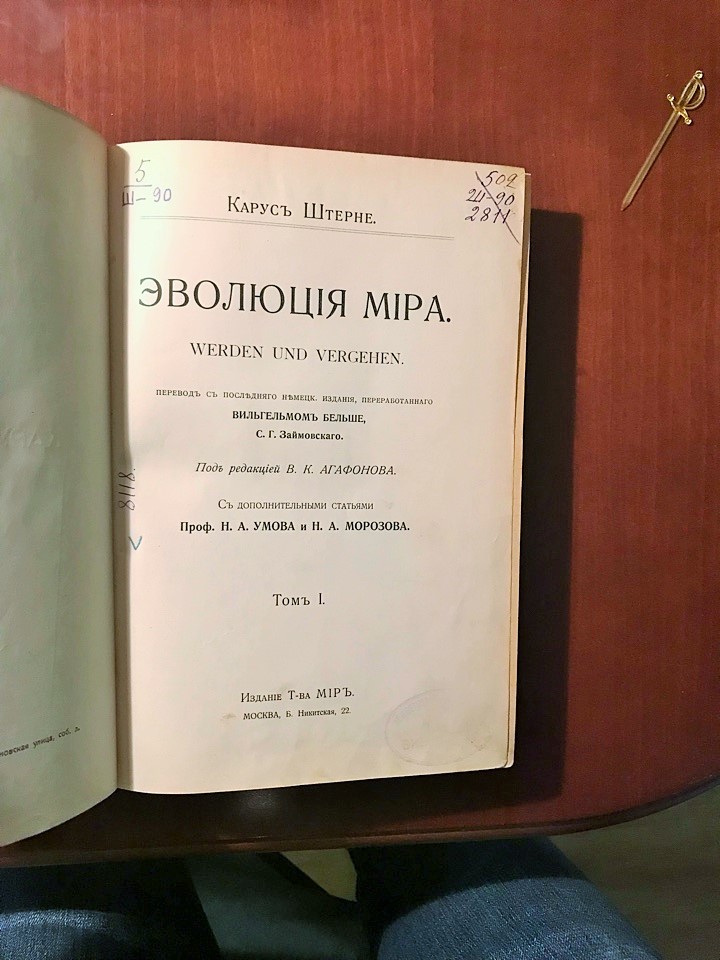 5
Ш-90
502
Ш-90
2811
Карусъ Штерне.
ЭВОЛЮЦІЯ МІРА.
WERDEN UND VERGEHEN.
ПЕРЕВОДЪ СЪ ПОСЛѢДНЯГО НѢМЕЦК. ИЗДАНІЯ, ПЕРЕРАБОТАННАГО
ВИЛЬГЕЛЬМОМЪ БЕЛЬШЕ,
С. Г. Займовскаго.
Подъ редакціей В. К. АГАФОНОВА.
Съ дополнительными статьями
Проф. Н. А. УМОВА и Н. А. МОРОЗОВА.
8118.
Томъ I.
Изданіе Т-ва МІРЪ.
МОСКВА, Б. Никитская, 22.
улица, соб. д.